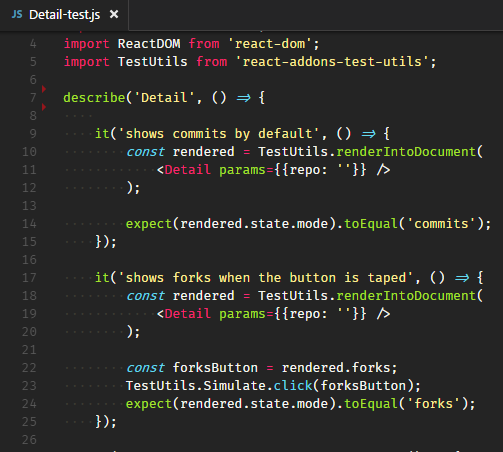 JS Detail-test.js ×
4 import ReactDOM from 'react-dom';
5 import TestUtils from 'react-addons-test-utils';
6
7 describe('Detail', () => {
8
9 it('shows commits by default', () => {
10 const rendered = TestUtils.renderIntoDocument(
11 <Detail params={{repo: ''}} />
12 );
13
14 expect(rendered.state.mode).toEqual('commits');
15 });
16
17 it('shows forks when the button is taped', () => {
18 const rendered = TestUtils.renderIntoDocument(
19 <Detail params={{repo: ''}} />
20 );
21
22 const forksButton = rendered.forks;
23 TestUtils.Simulate.click(forksButton);
24 expect(rendered.state.mode).toEqual('forks');
25 });
26